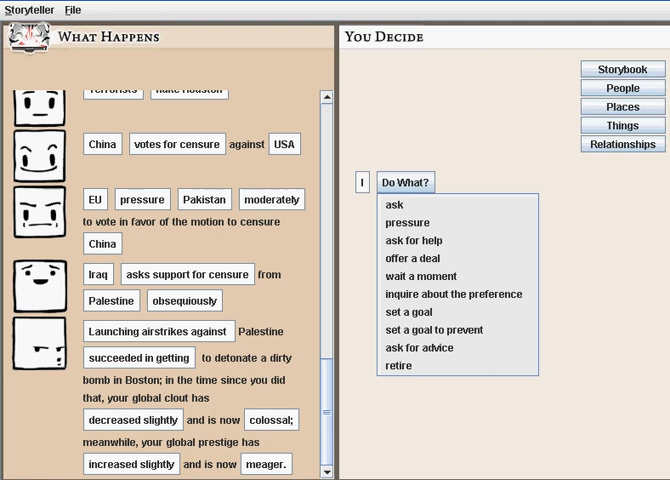 Storyteller File
WHAT HAPPENS
Terrorists nuke Houston
China votes for censure against USA
EU pressure Pakistan moderately
to vote in favor of the motion to censure
China
Iraq asks support for censure from
Palestine obsequiously
Launching airstrikes against Palestine
succeeded in getting to detonate a dirty
bomb in Boston; in the time since you did
that, your global clout has
decreased slightly and is now colossal;
meanwhile, your global prestige has
increased slightly and is now meager.
YOU DECIDE
Storybook
People
Places
Things
Relationships
I Do What?
ask
pressure
ask for help
offer a deal
wait a moment
inquire about the preference
set a goal
set a goal to prevent
ask for advice
retire